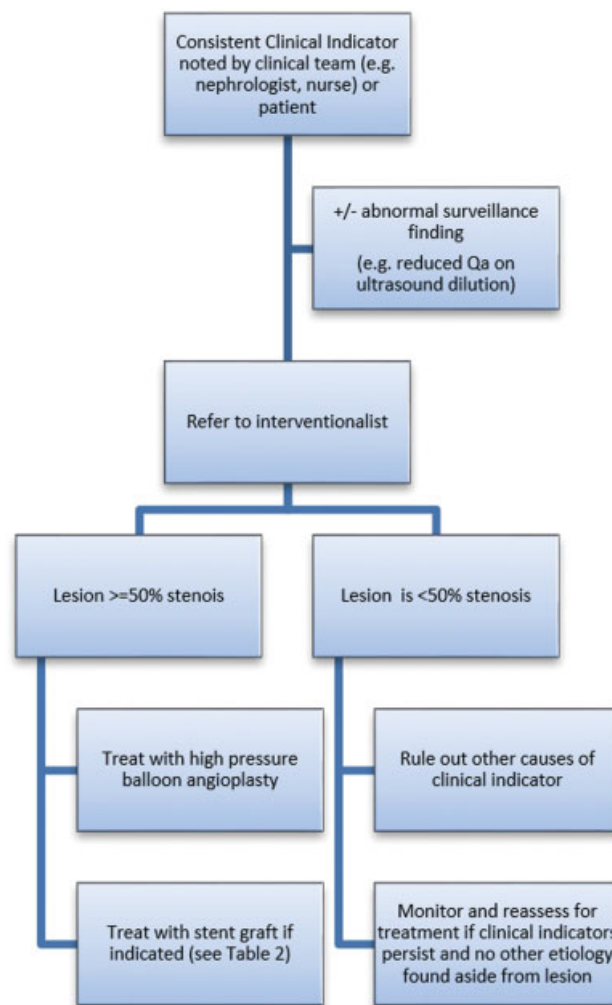 Consistent Clinical Indicator
noted by clinical team (e.g.
nephrologist, nurse) or
patient
+/- abnormal surveillance
finding
(e.g. reduced Qa on
ultrasound dilution)
Refer to interventionalist
Lesion >=50% stenois
Lesion is <50% stenosis
Treat with high pressure
balloon angioplasty
Rule out other causes of
clinical indicator
Treat with stent graft if
indicated (see Table 2)
Monitor and reassess for
treatment if clinical indicators
persist and no other etiology
found aside from lesion